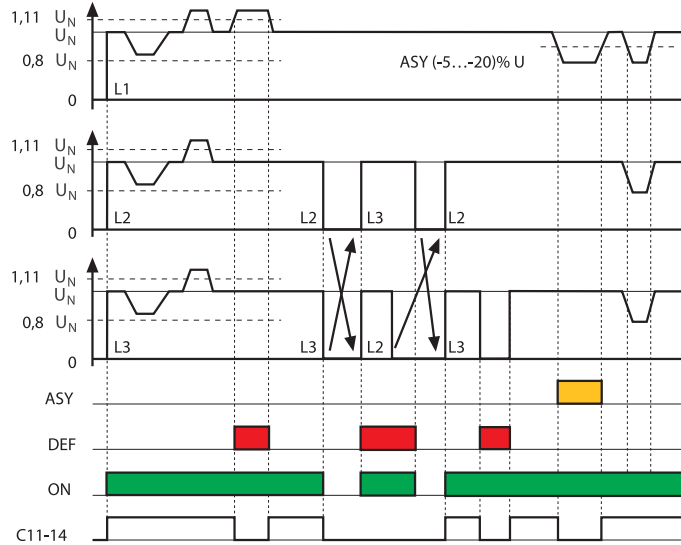 1,11 U_N
U_N
0,8 U_N
ASY (-5...-20)% U
0
L1
1,11 U_N
U_N
0,8 U_N
L2 L2 L3 L2
0
1,11 U_N
U_N
0,8 U_N
L3 L3 L2 L3
0
ASY
DEF
ON
C11-14